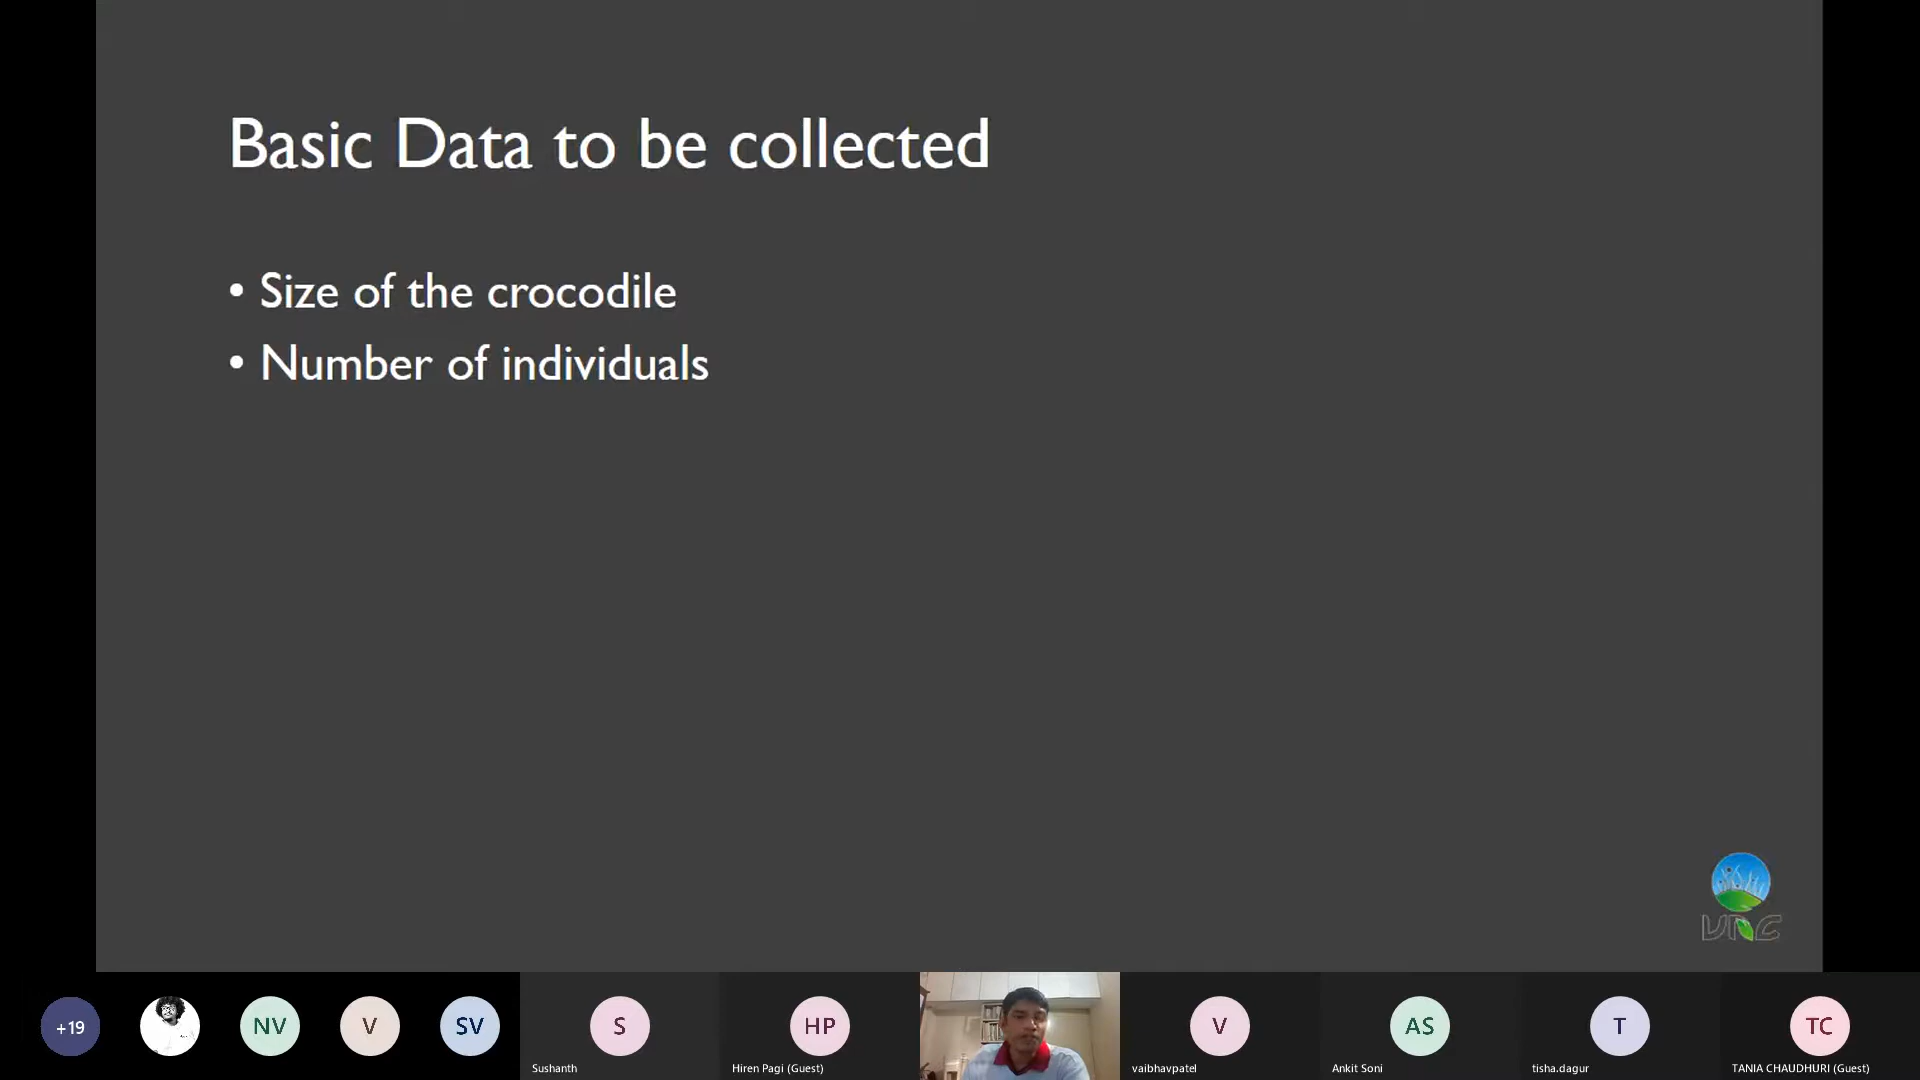 Basic Data to be collected
• Size of the crocodile
• Number of individuals
VNC
+19
NV
V
SV
S
Sushanth
HP
Hiren Pagi (Guest)
V
vaibhavpatel
AS
Ankit Soni
T
tisha.dagur
TC
TANIA CHAUDHURI (Guest)